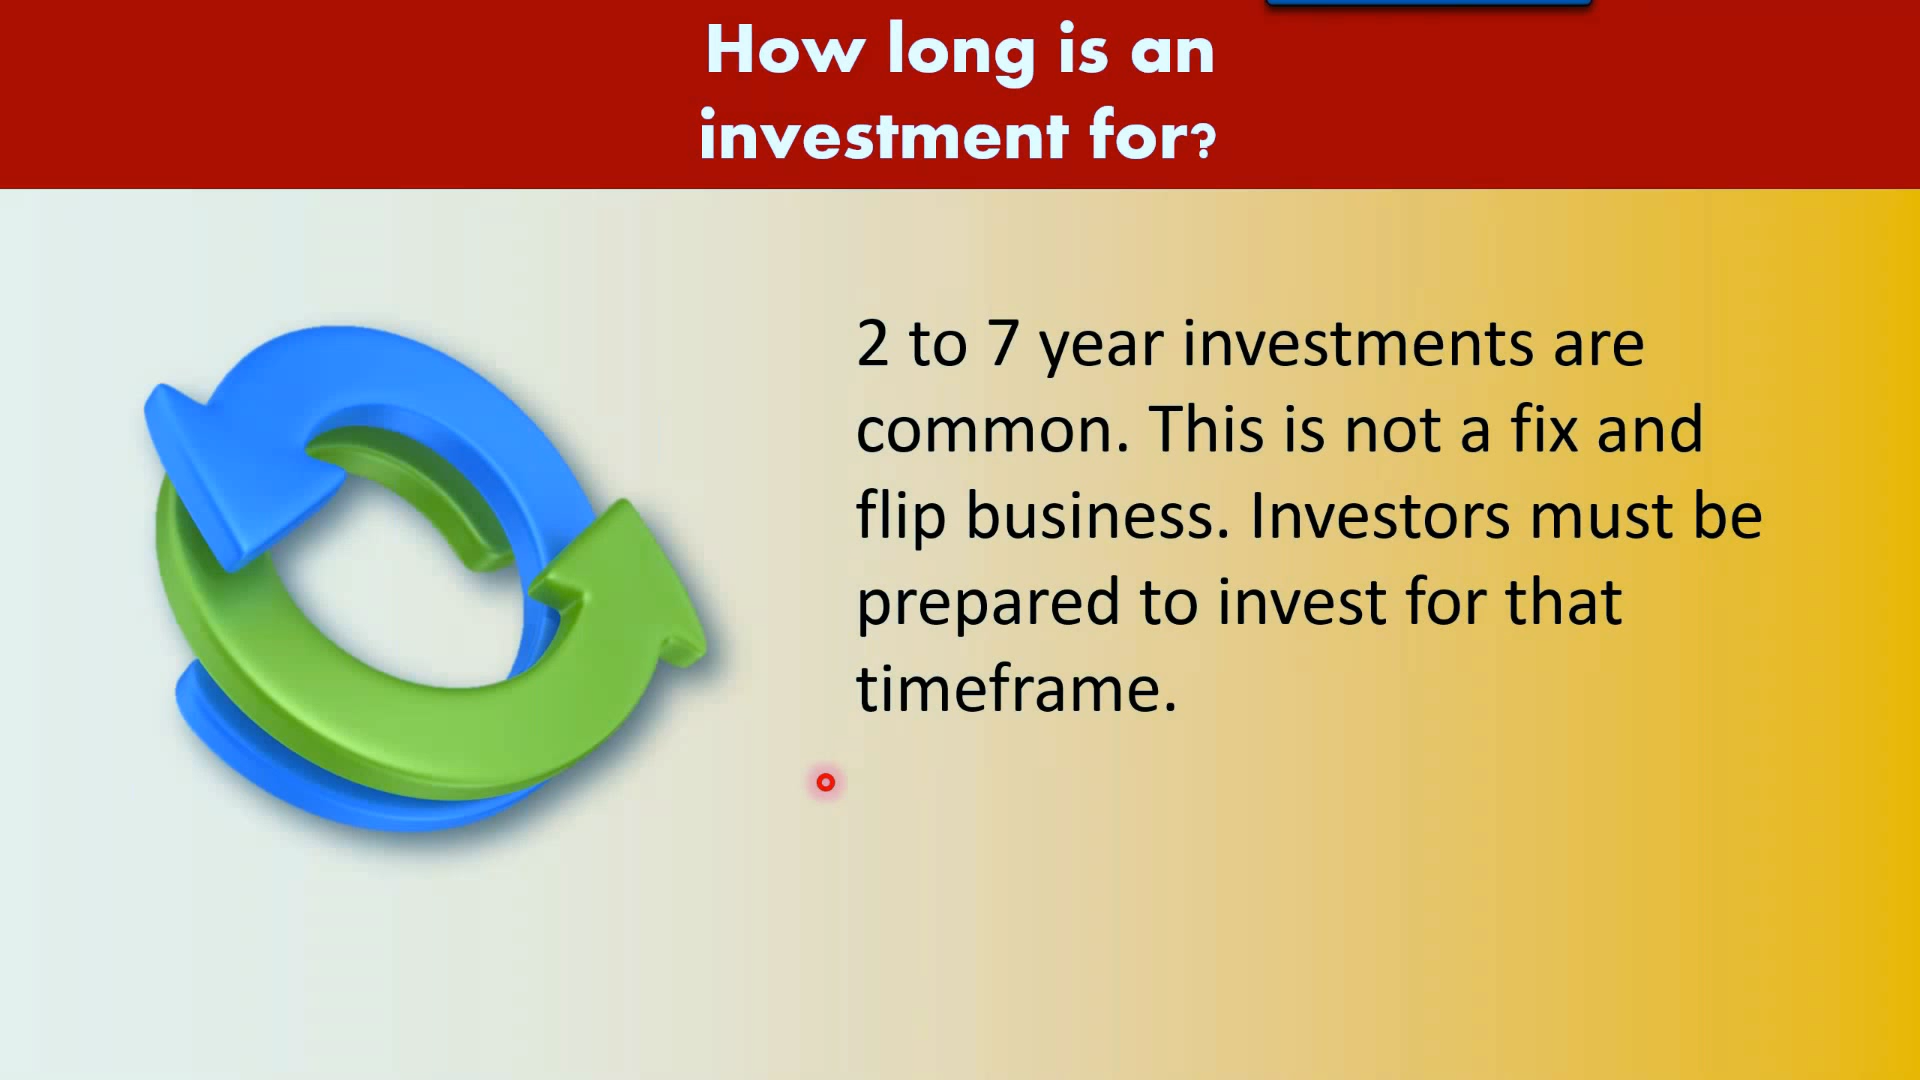 How long is an
investment for?
2 to 7 year investments are
common. This is not a fix and
flip business. Investors must be
prepared to invest for that
timeframe.